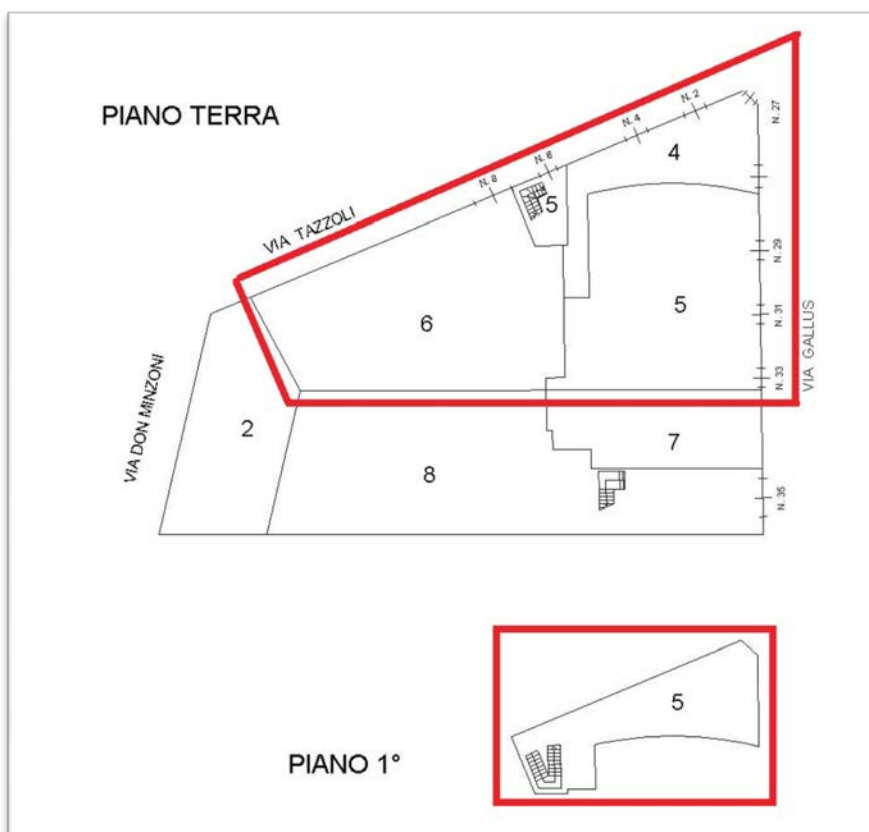 PIANO TERRA
N. 2
N. 27
N. 4
4
N. 6
N. 8
5
VIA TAZZOLI
N. 29
5
N. 31
6
VIA GALLUS
N. 33
VIA DON MINZONI
2
7
8
N. 35
5
PIANO 1°